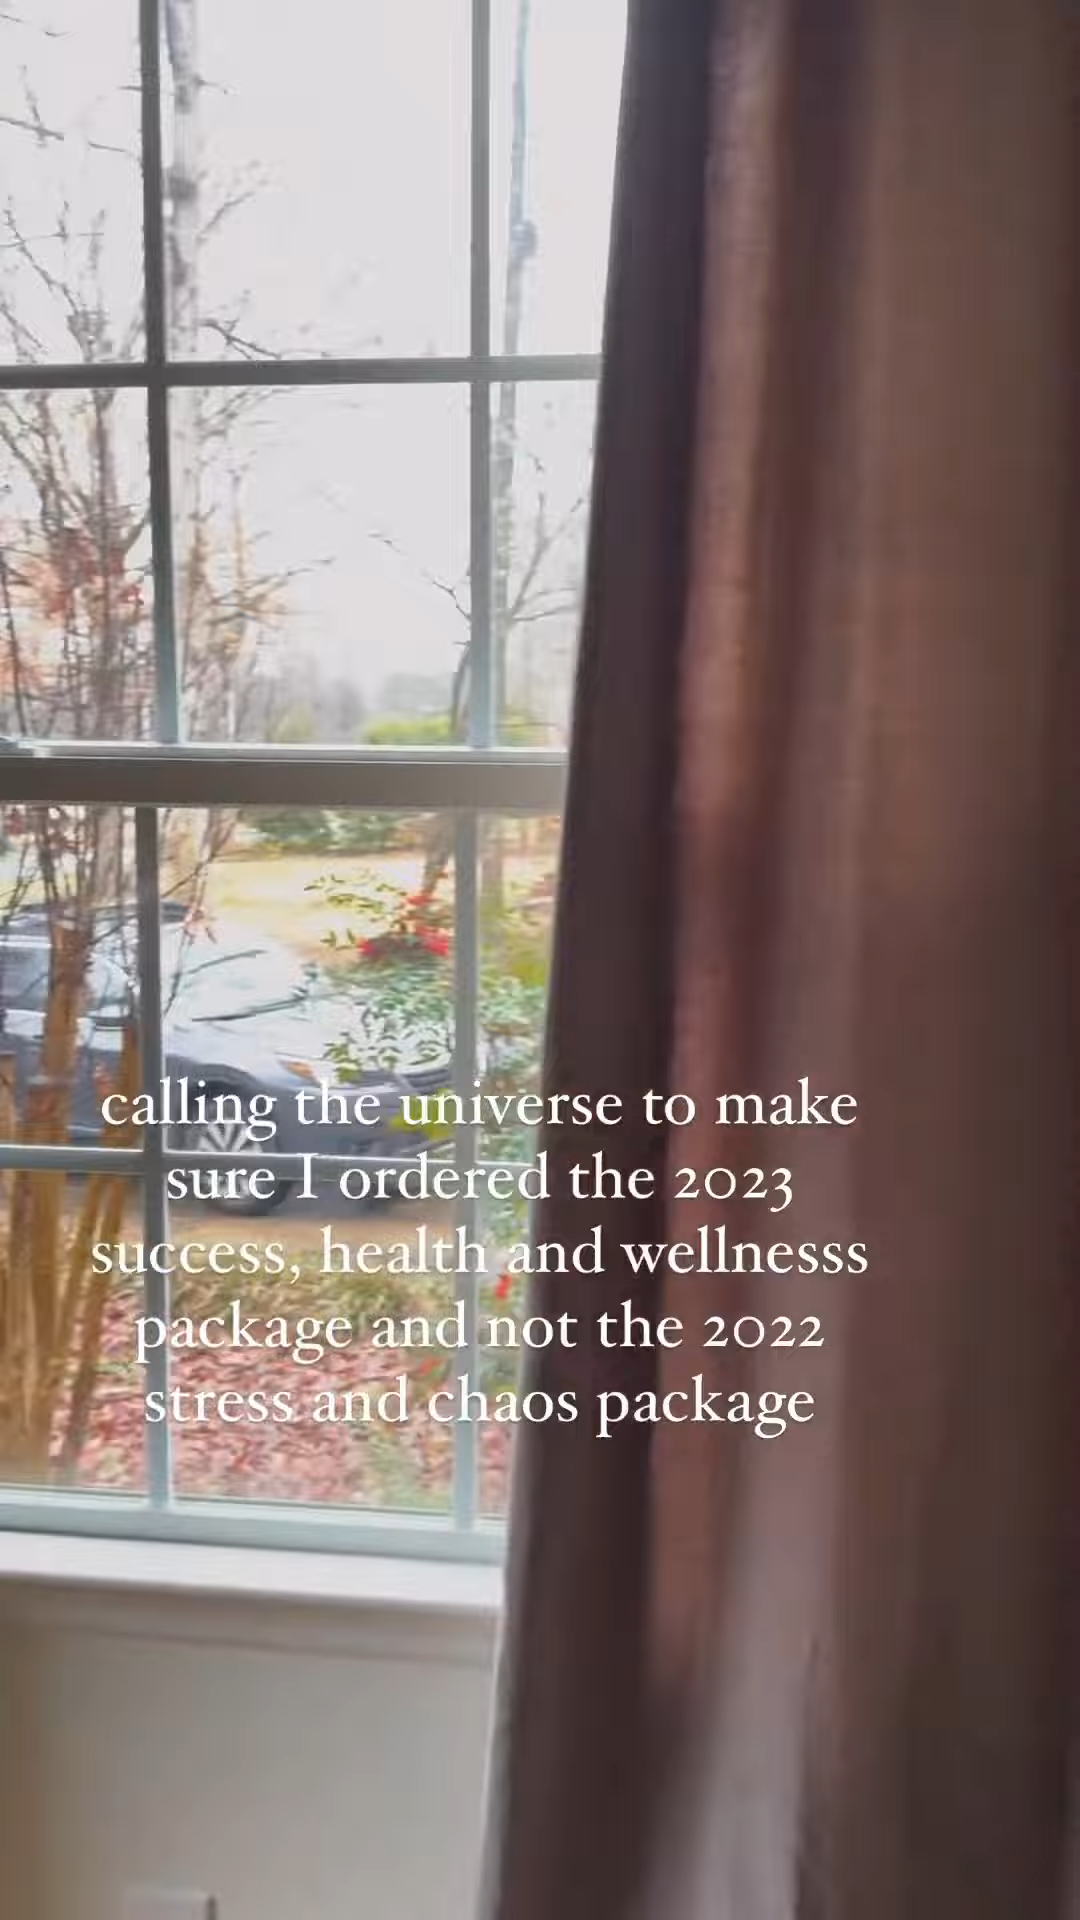 calling the universe to make
sure I ordered the 2023
success, health and wellnesss
package and not the 2022
stress and chaos package